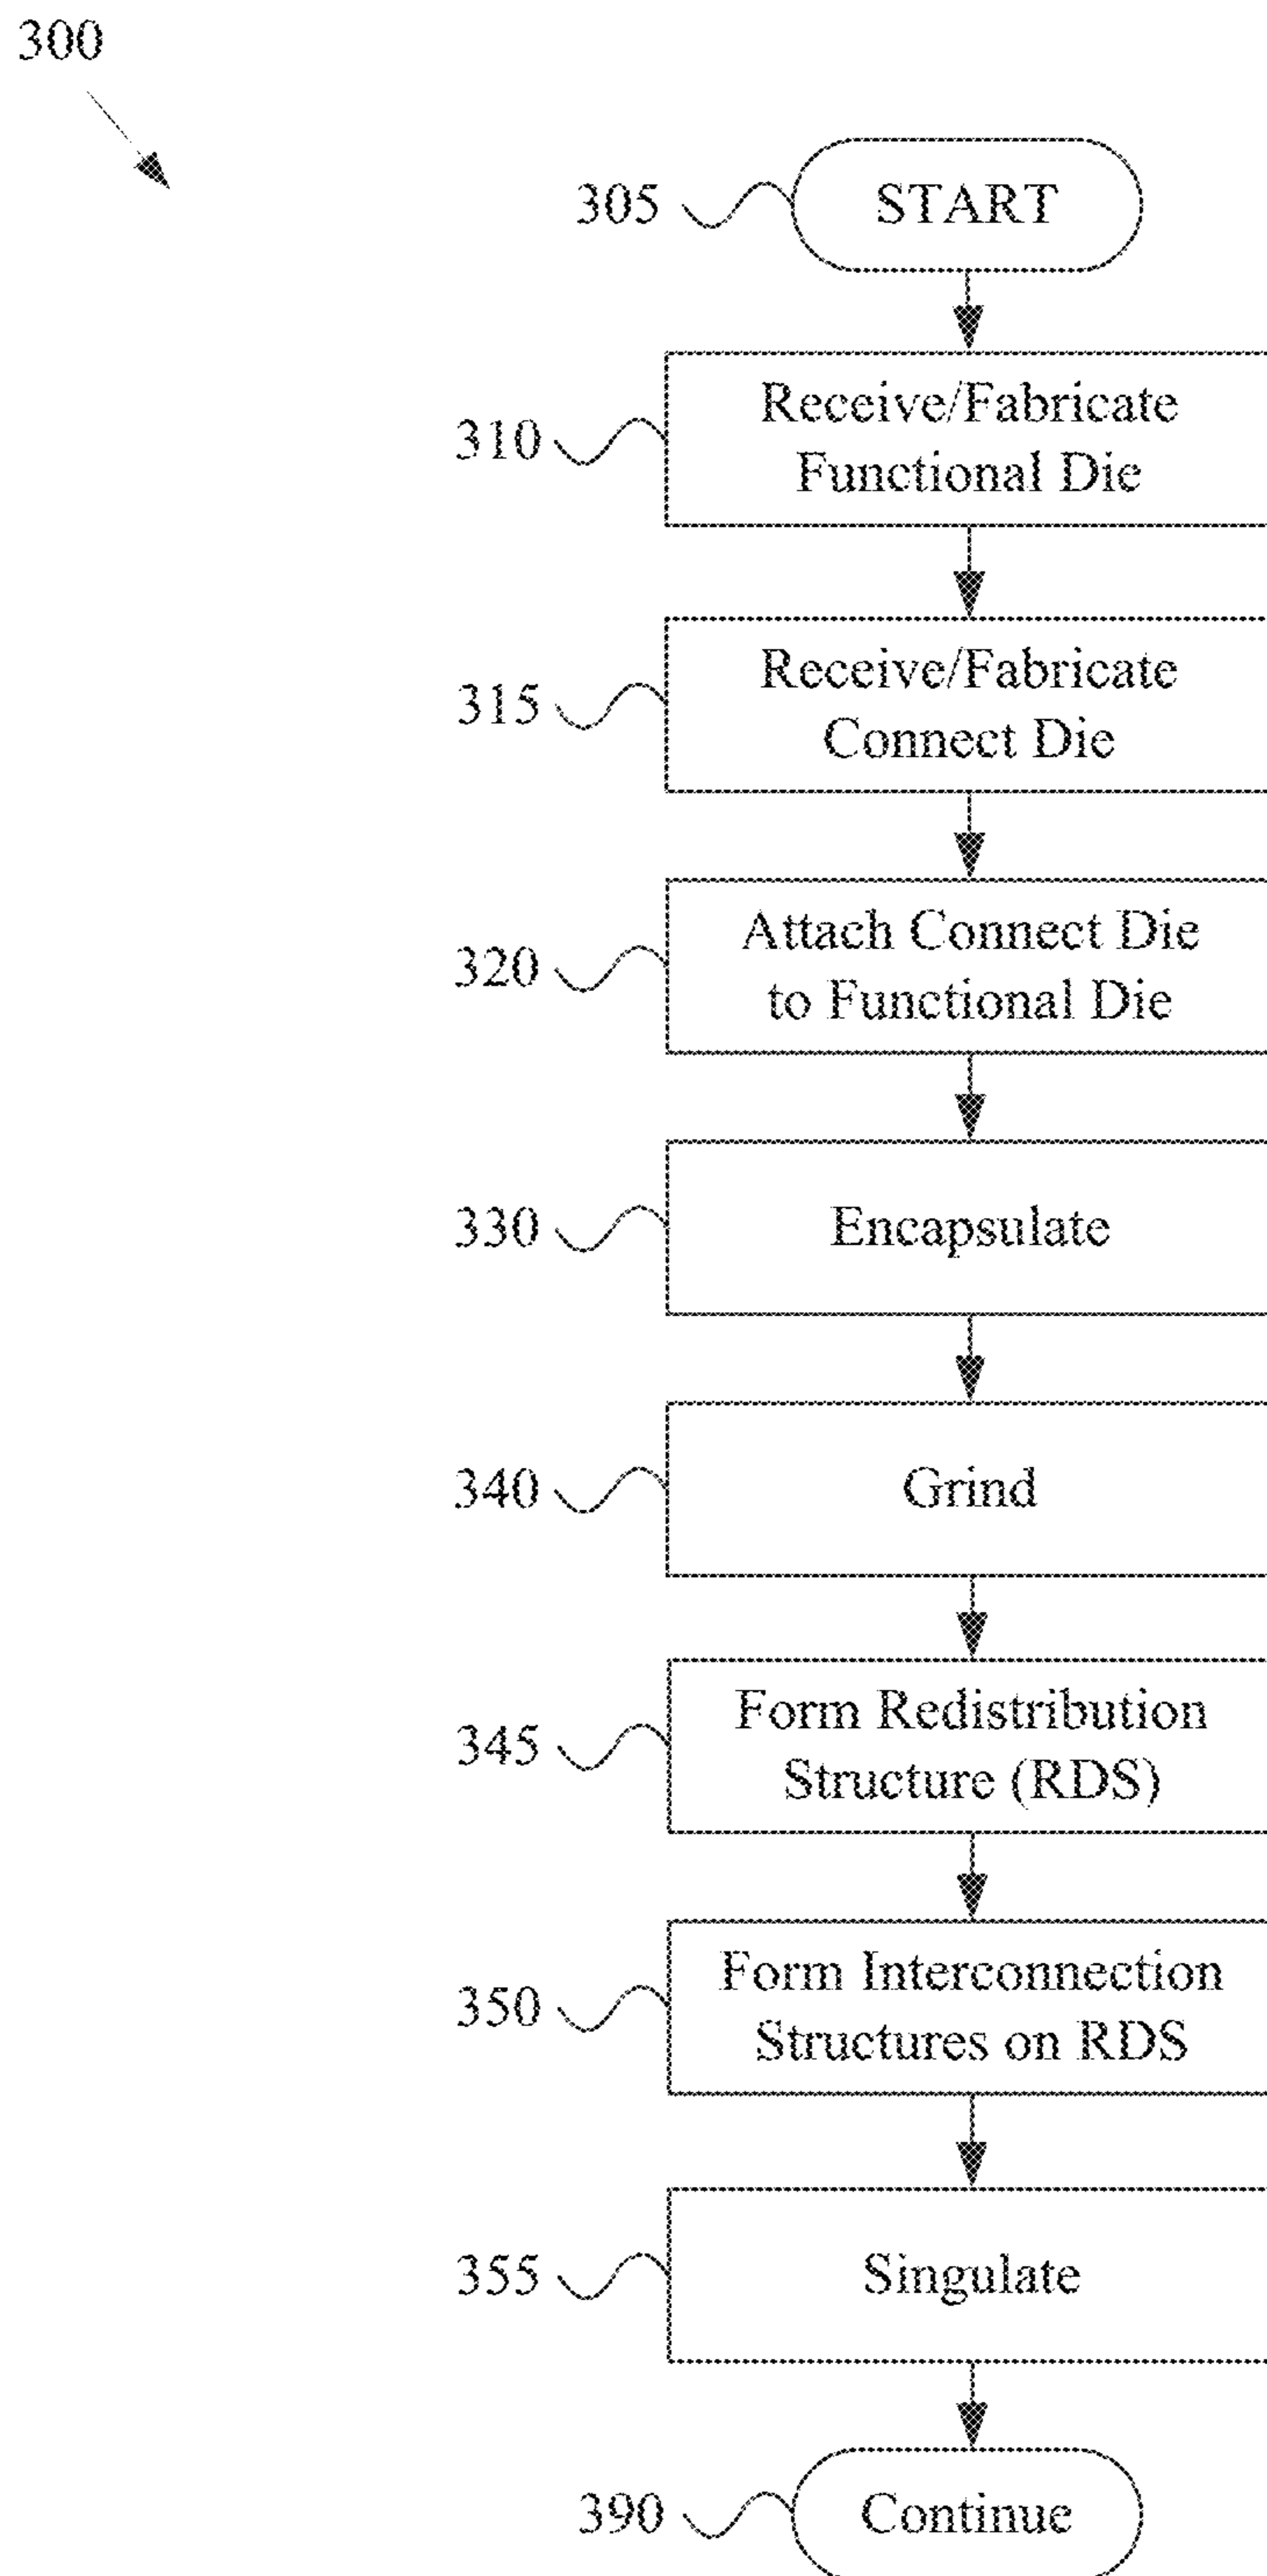 300
305 START
310 Receive/Fabricate
Functional Die
315 Receive/Fabricate
Connect Die
320 Attach Connect Die
to Functional Die
330 Encapsulate
340 Grind
345 Form Redistribution
Structure (RDS)
350 Form Interconnection
Structures on RDS
355 Singulate
390 Continue